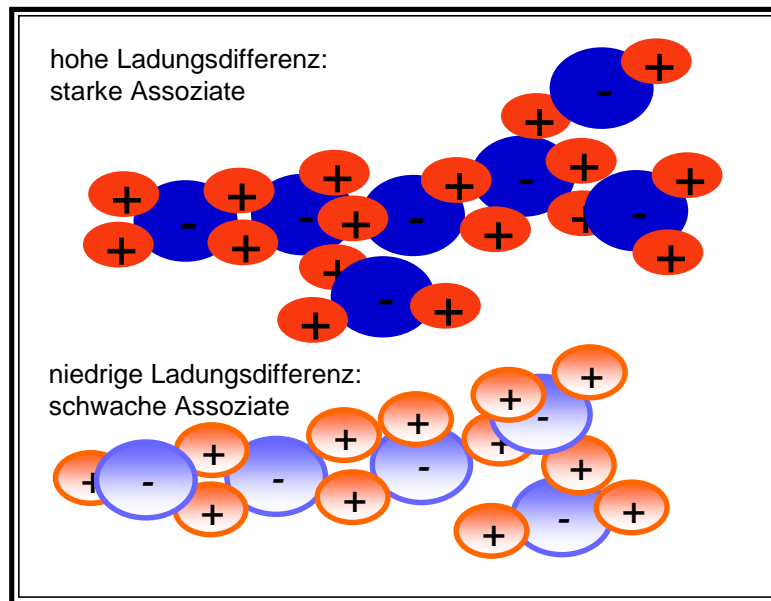 hohe Ladungsdifferenz:
starke Assoziate
niedrige Ladungsdifferenz:
schwache Assoziate